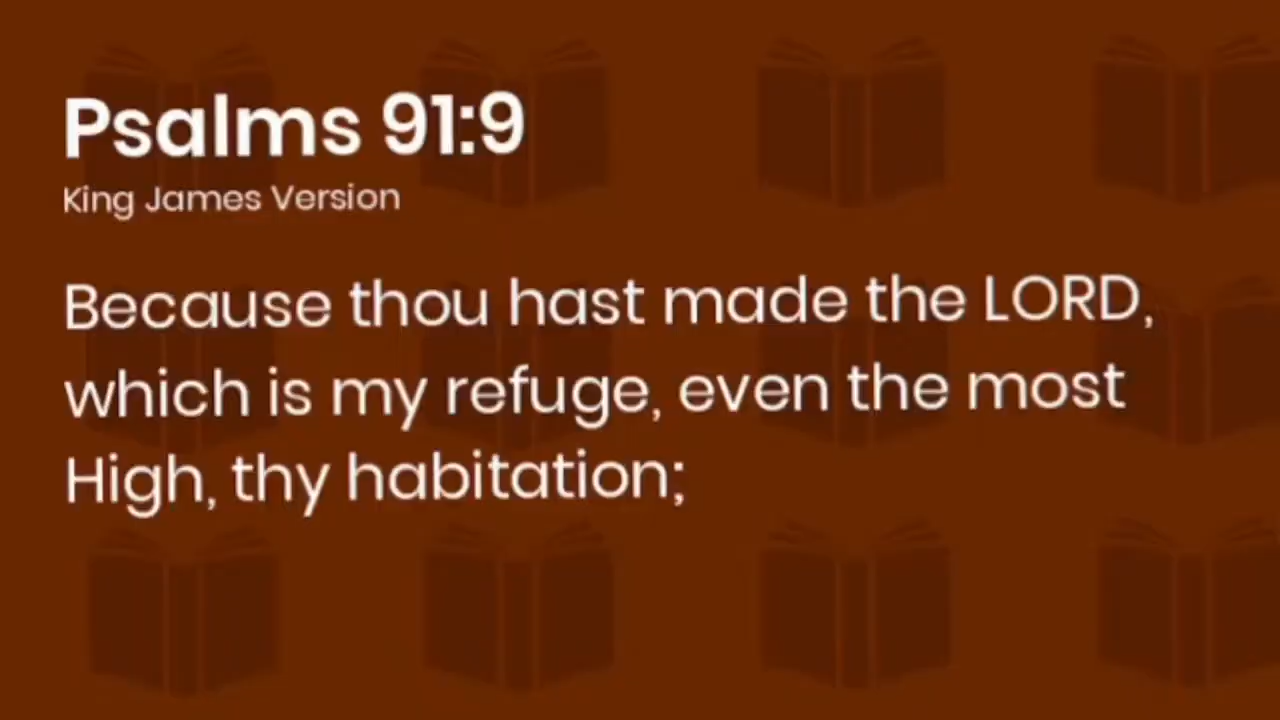 Psalms 91:9
King James Version
Because thou hast made the LORD,
which is my refuge, even the most
High, thy habitation;